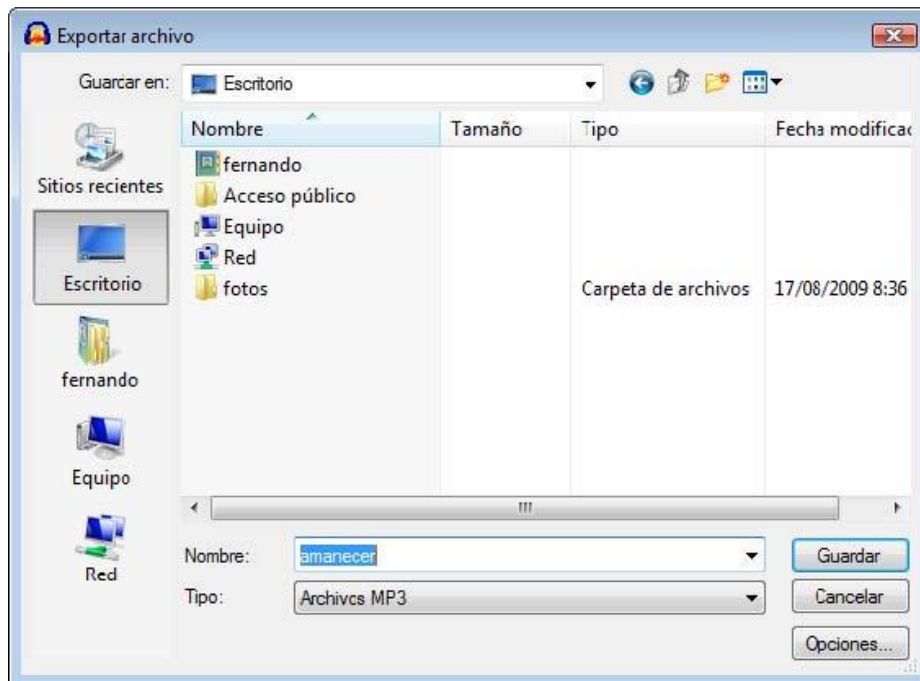 Exportar archivo
Guardar en: Escritorio
Nombre Tamaño Tipo Fecha modificac
Sitios recientes
Escritorio
fernando
Equipo
Red
fernando
Acceso público
Equipo
Red
fotos Carpeta de archivos 17/08/2009 8:36
Nombre: amanecer
Tipo: Archivos MP3
Guardar
Cancelar
Opciones...